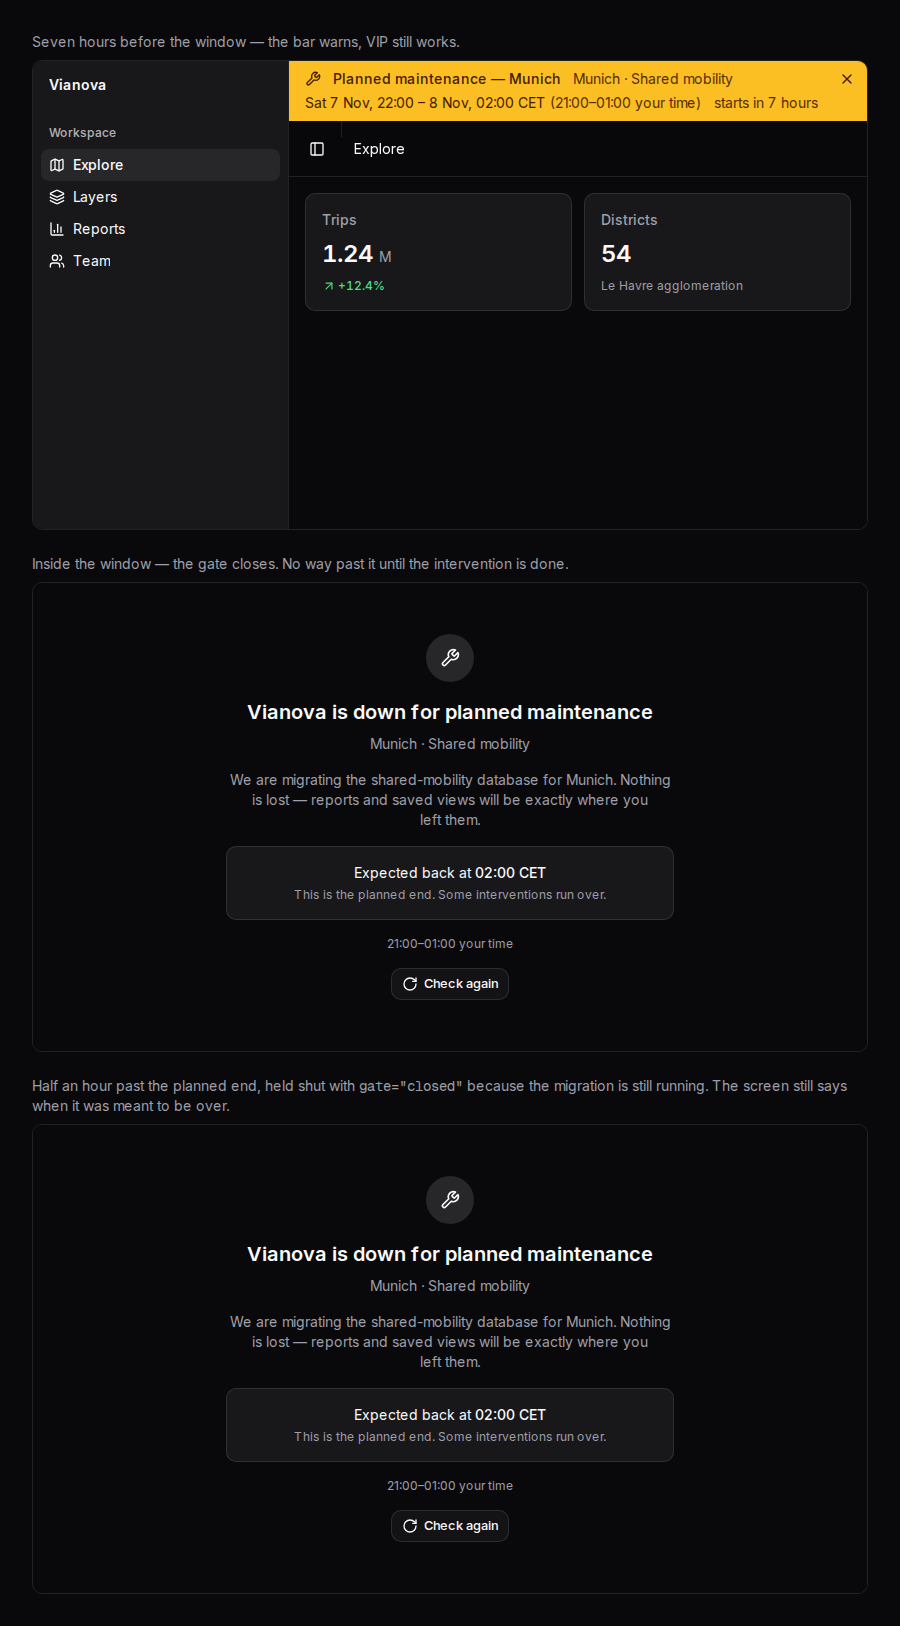 Seven hours before the window — the bar warns, VIP still works.
Vianova
Workspace
Explore
Layers
Reports
Team
Planned maintenance — Munich Munich · Shared mobility
Sat 7 Nov, 22:00 – 8 Nov, 02:00 CET (21:00–01:00 your time) starts in 7 hours
Explore
Trips
1.24 M
+12.4%
Districts
54
Le Havre agglomeration
Inside the window — the gate closes. No way past it until the intervention is done.
Vianova is down for planned maintenance
Munich · Shared mobility
We are migrating the shared-mobility database for Munich. Nothing
is lost — reports and saved views will be exactly where you
left them.
Expected back at 02:00 CET
This is the planned end. Some interventions run over.
21:00–01:00 your time
Check again
Half an hour past the planned end, held shut with gate="closed" because the migration is still running. The screen still says
when it was meant to be over.
Vianova is down for planned maintenance
Munich · Shared mobility
We are migrating the shared-mobility database for Munich. Nothing
is lost — reports and saved views will be exactly where you
left them.
Expected back at 02:00 CET
This is the planned end. Some interventions run over.
21:00–01:00 your time
Check again